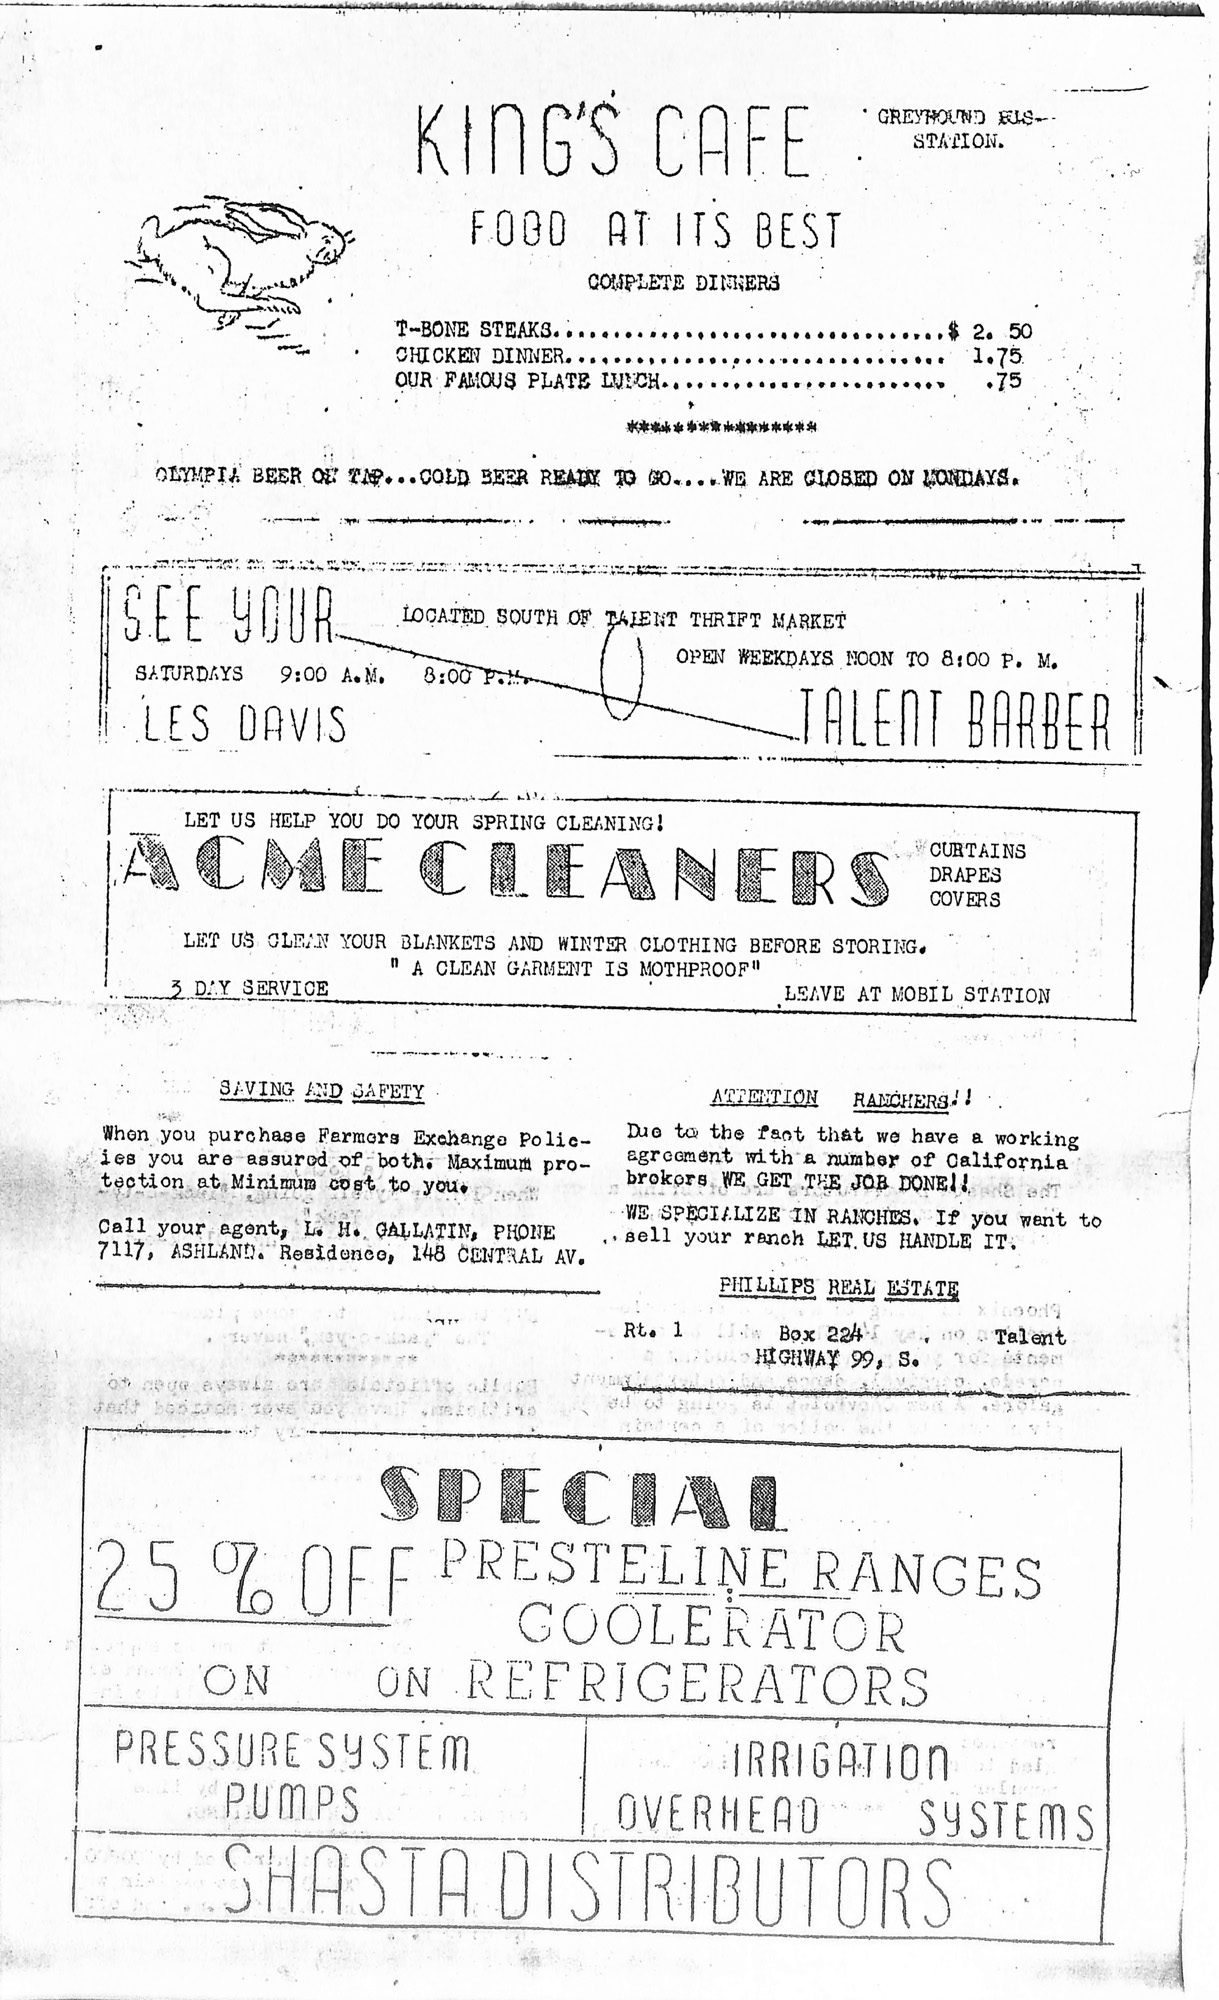 KING'S CAFE
GREYHOUND BUS--
STATION.
FOOD AT ITS BEST
COMPLETE DINNERS
T-BONE STEAKS...................................$ 2. 50
CHICKEN DINNER.................................. 1.75
OUR FAMOUS PLATE LUNCH......................... .75
*****************
OLYMPIA BEER ON TAP...COLD BEER READY TO GO....WE ARE CLOSED ON MONDAYS.
SEE YOUR
LOCATED SOUTH OF TALENT THRIFT MARKET
OPEN WEEKDAYS NOON TO 8:00 P. M.
SATURDAYS 9:00 A.M. 8:00 P.M.
LES DAVIS
TALENT BARBER
LET US HELP YOU DO YOUR SPRING CLEANING!
ACME CLEANERS
CURTAINS
DRAPES
COVERS
LET US CLEAN YOUR BLANKETS AND WINTER CLOTHING BEFORE STORING.
" A CLEAN GARMENT IS MOTHPROOF"
3 DAY SERVICE
LEAVE AT MOBIL STATION
SAVING AND SAFETY
When you purchase Farmers Exchange Polic-
ies you are assured of both. Maximum pro-
tection at Minimum cost to you.
Call your agent, L. H. GALLATIN, PHONE
7117, ASHLAND. Residence, 148 CENTRAL AV.
ATTENTION RANCHERS!!
Due to the fact that we have a working
agreement with a number of California
brokers WE GET THE JOB DONE!!
WE SPECIALIZE IN RANCHES. If you want to
sell your ranch LET US HANDLE IT.
PHILLIPS REAL ESTATE
Rt. 1 Box 224 Talent
HIGHWAY 99, S.
SPECIAL
25% OFF PRESTELINE RANGES
COOLERATOR
ON ON REFRIGERATORS
PRESSURE SYSTEM
PUMPS
IRRIGATION
OVERHEAD SYSTEMS
SHASTA DISTRIBUTORS